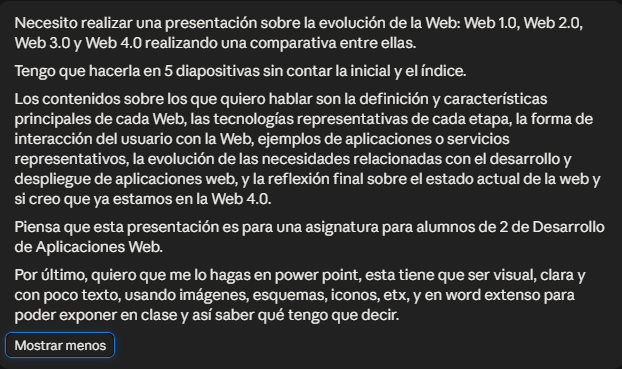 Necesito realizar una presentación sobre la evolución de la Web: Web 1.0, Web 2.0,
Web 3.0 y Web 4.0 realizando una comparativa entre ellas.
Tengo que hacerla en 5 diapositivas sin contar la inicial y el índice.
Los contenidos sobre los que quiero hablar son la definición y características
principales de cada Web, las tecnologías representativas de cada etapa, la forma de
interacción del usuario con la Web, ejemplos de aplicaciones o servicios
representativos, la evolución de las necesidades relacionadas con el desarrollo y
despliegue de aplicaciones web, y la reflexión final sobre el estado actual de la web y
si creo que ya estamos en la Web 4.0.
Piensa que esta presentación es para una asignatura para alumnos de 2 de Desarrollo
de Aplicaciones Web.
Por último, quiero que me lo hagas en power point, esta tiene que ser visual, clara y
con poco texto, usando imágenes, esquemas, iconos, etx, y en word extenso para
poder exponer en clase y así saber qué tengo que decir.
Mostrar menos